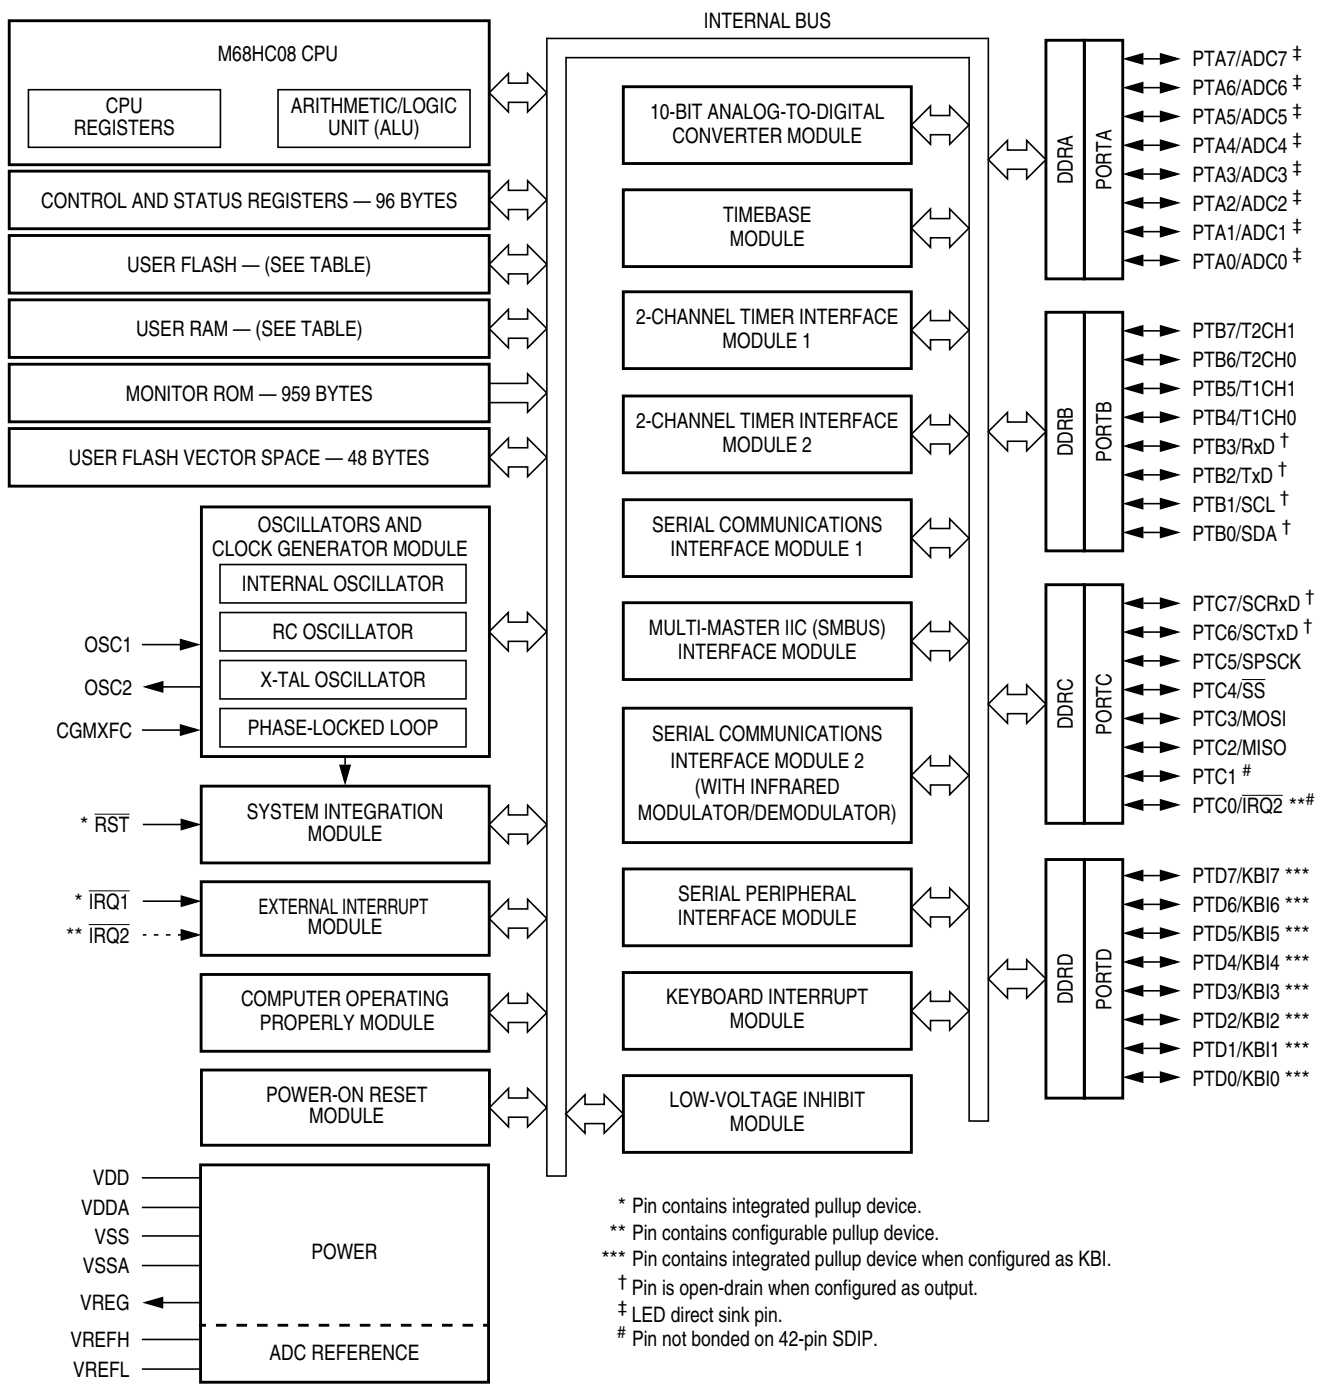 INTERNAL BUS
M68HC08 CPU
CPU
REGISTERS
ARITHMETIC/LOGIC
UNIT (ALU)
CONTROL AND STATUS REGISTERS — 96 BYTES
USER FLASH — (SEE TABLE)
USER RAM — (SEE TABLE)
MONITOR ROM — 959 BYTES
USER FLASH VECTOR SPACE — 48 BYTES
OSCILLATORS AND
CLOCK GENERATOR MODULE
INTERNAL OSCILLATOR
RC OSCILLATOR
X-TAL OSCILLATOR
PHASE-LOCKED LOOP
OSC1
OSC2
CGMXFC
SYSTEM INTEGRATION
MODULE
* RST
EXTERNAL INTERRUPT
MODULE
* IRQ1
** IRQ2
COMPUTER OPERATING
PROPERLY MODULE
POWER-ON RESET
MODULE
VDD
VDDA
VSS
VSSA
VREG
VREFH
VREFL
POWER
ADC REFERENCE
10-BIT ANALOG-TO-DIGITAL
CONVERTER MODULE
TIMEBASE
MODULE
2-CHANNEL TIMER INTERFACE
MODULE 1
2-CHANNEL TIMER INTERFACE
MODULE 2
SERIAL COMMUNICATIONS
INTERFACE MODULE 1
MULTI-MASTER IIC (SMBUS)
INTERFACE MODULE
SERIAL COMMUNICATIONS
INTERFACE MODULE 2
(WITH INFRARED
MODULATOR/DEMODULATOR)
SERIAL PERIPHERAL
INTERFACE MODULE
KEYBOARD INTERRUPT
MODULE
LOW-VOLTAGE INHIBIT
MODULE
DDRA
PORTA
PTA7/ADC7 ‡
PTA6/ADC6 ‡
PTA5/ADC5 ‡
PTA4/ADC4 ‡
PTA3/ADC3 ‡
PTA2/ADC2 ‡
PTA1/ADC1 ‡
PTA0/ADC0 ‡
DDRB
PORTB
PTB7/T2CH1
PTB6/T2CH0
PTB5/T1CH1
PTB4/T1CH0
PTB3/RxD †
PTB2/TxD †
PTB1/SCL †
PTB0/SDA †
DDRC
PORTC
PTC7/SCRxD †
PTC6/SCTxD †
PTC5/SPSCK
PTC4/SS
PTC3/MOSI
PTC2/MISO
PTC1 #
PTC0/IRQ2 **#
DDRD
PORTD
PTD7/KBI7 ***
PTD6/KBI6 ***
PTD5/KBI5 ***
PTD4/KBI4 ***
PTD3/KBI3 ***
PTD2/KBI2 ***
PTD1/KBI1 ***
PTD0/KBI0 ***
* Pin contains integrated pullup device.
** Pin contains configurable pullup device.
*** Pin contains integrated pullup device when configured as KBI.
† Pin is open-drain when configured as output.
‡ LED direct sink pin.
# Pin not bonded on 42-pin SDIP.